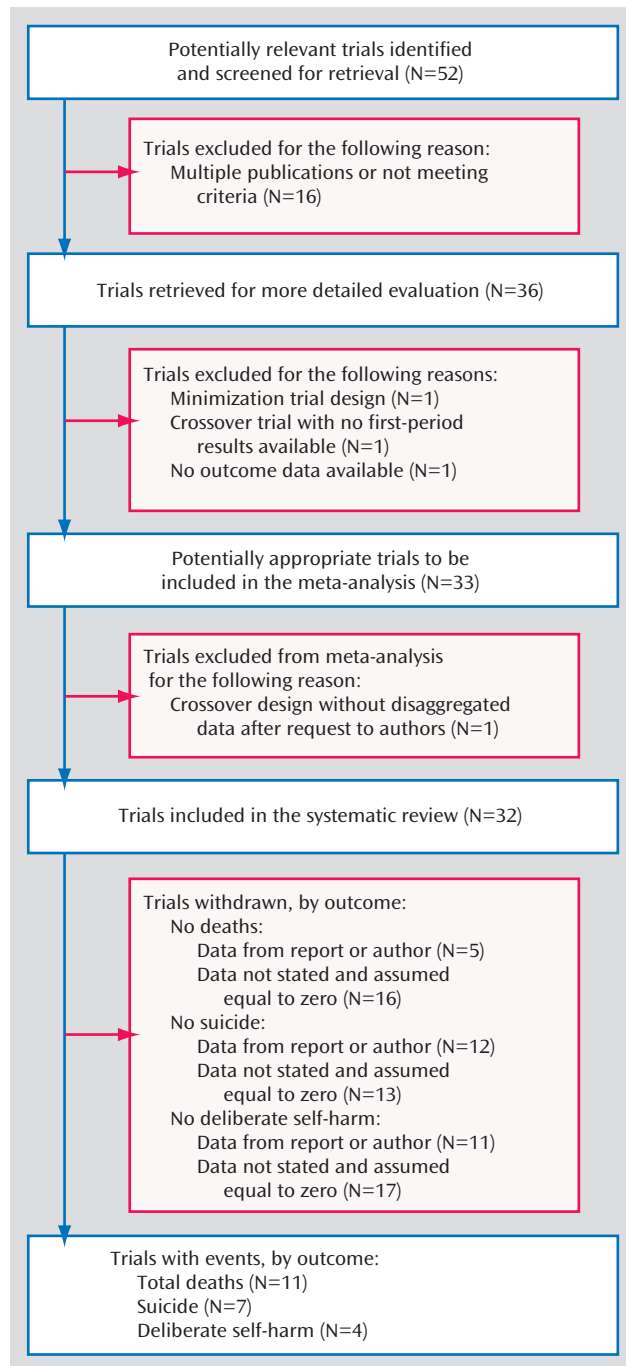 Potentially relevant trials identified
and screened for retrieval (N=52)
Trials excluded for the following reason:
Multiple publications or not meeting
criteria (N=16)
Trials retrieved for more detailed evaluation (N=36)
Trials excluded for the following reasons:
Minimization trial design (N=1)
Crossover trial with no first-period
results available (N=1)
No outcome data available (N=1)
Potentially appropriate trials to be
included in the meta-analysis (N=33)
Trials excluded from meta-analysis
for the following reason:
Crossover design without disaggregated
data after request to authors (N=1)
Trials included in the systematic review (N=32)
Trials withdrawn, by outcome:
No deaths:
Data from report or author (N=5)
Data not stated and assumed
equal to zero (N=16)
No suicide:
Data from report or author (N=12)
Data not stated and assumed
equal to zero (N=13)
No deliberate self-harm:
Data from report or author (N=11)
Data not stated and assumed
equal to zero (N=17)
Trials with events, by outcome:
Total deaths (N=11)
Suicide (N=7)
Deliberate self-harm (N=4)